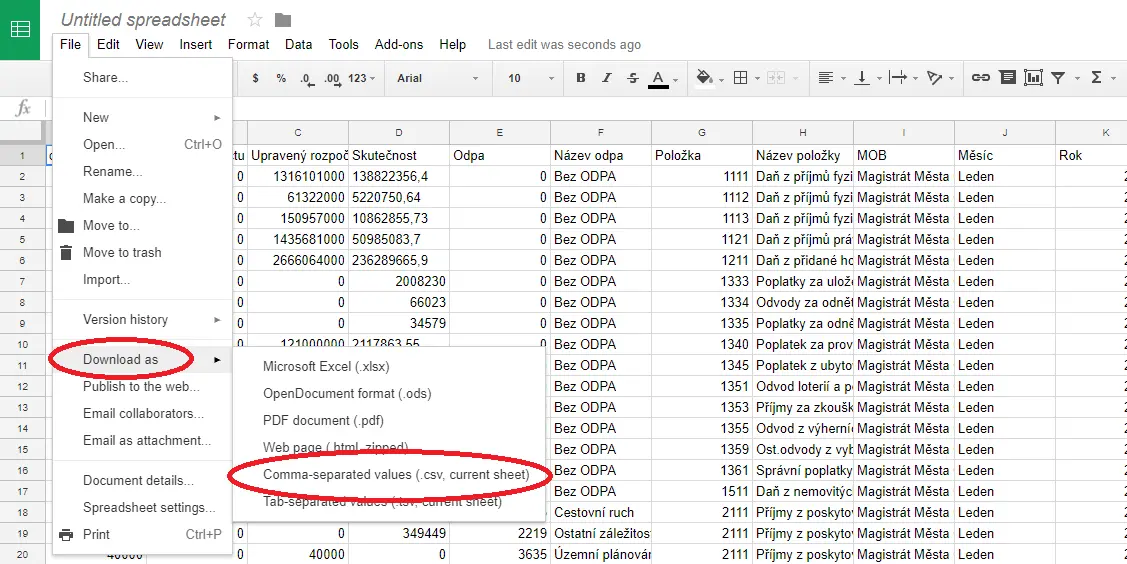 Untitled spreadsheet
File Edit View Insert Format Data Tools Add-ons Help Last edit was seconds ago
$ % .0 .00 123 Arial 10 B I S A Σ
fx
Share...
New
Open... Ctrl+O
Rename...
Make a copy...
Move to...
Move to trash
Import...
Version history
Download as
Publish to the web...
Email collaborators...
Email as attachment...
Document details...
Spreadsheet settings...
Print Ctrl+P
Microsoft Excel (.xlsx)
OpenDocument format (.ods)
PDF document (.pdf)
Web page (.html, zipped)
Comma-separated values (.csv, current sheet)
Tab-separated values (.tsv, current sheet)
C D E F G H I J K
1 tu Upravený rozpoč Skutečnost Odpa Název odpa Položka Název položky MOB Měsíc Rok
2 0 1316101000 138822356,4 0 Bez ODPA 1111 Daň z příjmů fyzi Magistrát Města Leden 2
3 0 61322000 5220750,64 0 Bez ODPA 1112 Daň z příjmů fyzi Magistrát Města Leden 2
4 0 150957000 10862855,73 0 Bez ODPA 1113 Daň z příjmů fyzi Magistrát Města Leden 2
5 0 1435681000 50985083,7 0 Bez ODPA 1121 Daň z příjmů práv Magistrát Města Leden 2
6 0 2666064000 236289665,9 0 Bez ODPA 1211 Daň z přidané ho Magistrát Města Leden 2
7 0 0 2008230 0 Bez ODPA 1333 Poplatky za ulože Magistrát Města Leden 2
8 0 0 66023 0 Bez ODPA 1334 Odvody za odnět Magistrát Města Leden 2
9 0 0 34579 0 Bez ODPA 1335 Poplatky za odně Magistrát Města Leden 2
10 0 121000000 2117863,55 0 Bez ODPA 1340 Poplatek za prov Magistrát Města Leden 2
11 Bez ODPA 1345 Poplatek z ubytov Magistrát Města Leden 2
12 Bez ODPA 1351 Odvod loterií a po Magistrát Města Leden 2
13 Bez ODPA 1353 Příjmy za zkoušk Magistrát Města Leden 2
14 Bez ODPA 1355 Odvod z výherníc Magistrát Města Leden 2
15 Bez ODPA 1359 Ost.odvody z vyb Magistrát Města Leden 2
16 Bez ODPA 1361 Správní poplatky Magistrát Města Leden 2
17 Bez ODPA 1511 Daň z nemovitýc Magistrát Města Leden 2
18 Cestovní ruch 2111 Příjmy z poskytov Magistrát Města Leden 2
19 0 0 349449 2219 Ostatní záležitos 2111 Příjmy z poskytov Magistrát Města Leden 2
20 40000 40000 0 3635 Územní plánován 2111 Příjmy z poskytov Magistrát Města Leden 2